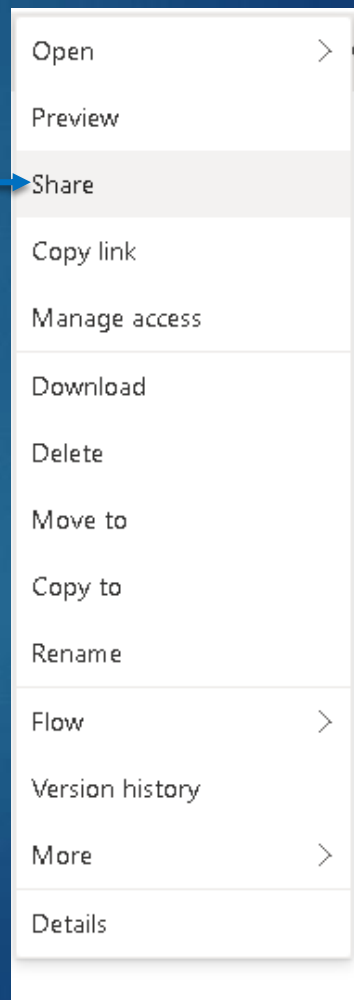 Open
Preview
Share
Copy link
Manage access
Download
Delete
Move to
Copy to
Rename
Flow
Version history
More
Details